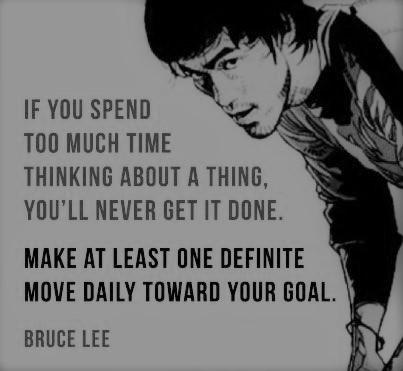 IF YOU SPEND
TOO MUCH TIME
THINKING ABOUT A THING,
YOU'LL NEVER GET IT DONE.
MAKE AT LEAST ONE DEFINITE
MOVE DAILY TOWARD YOUR GOAL.
BRUCE LEE